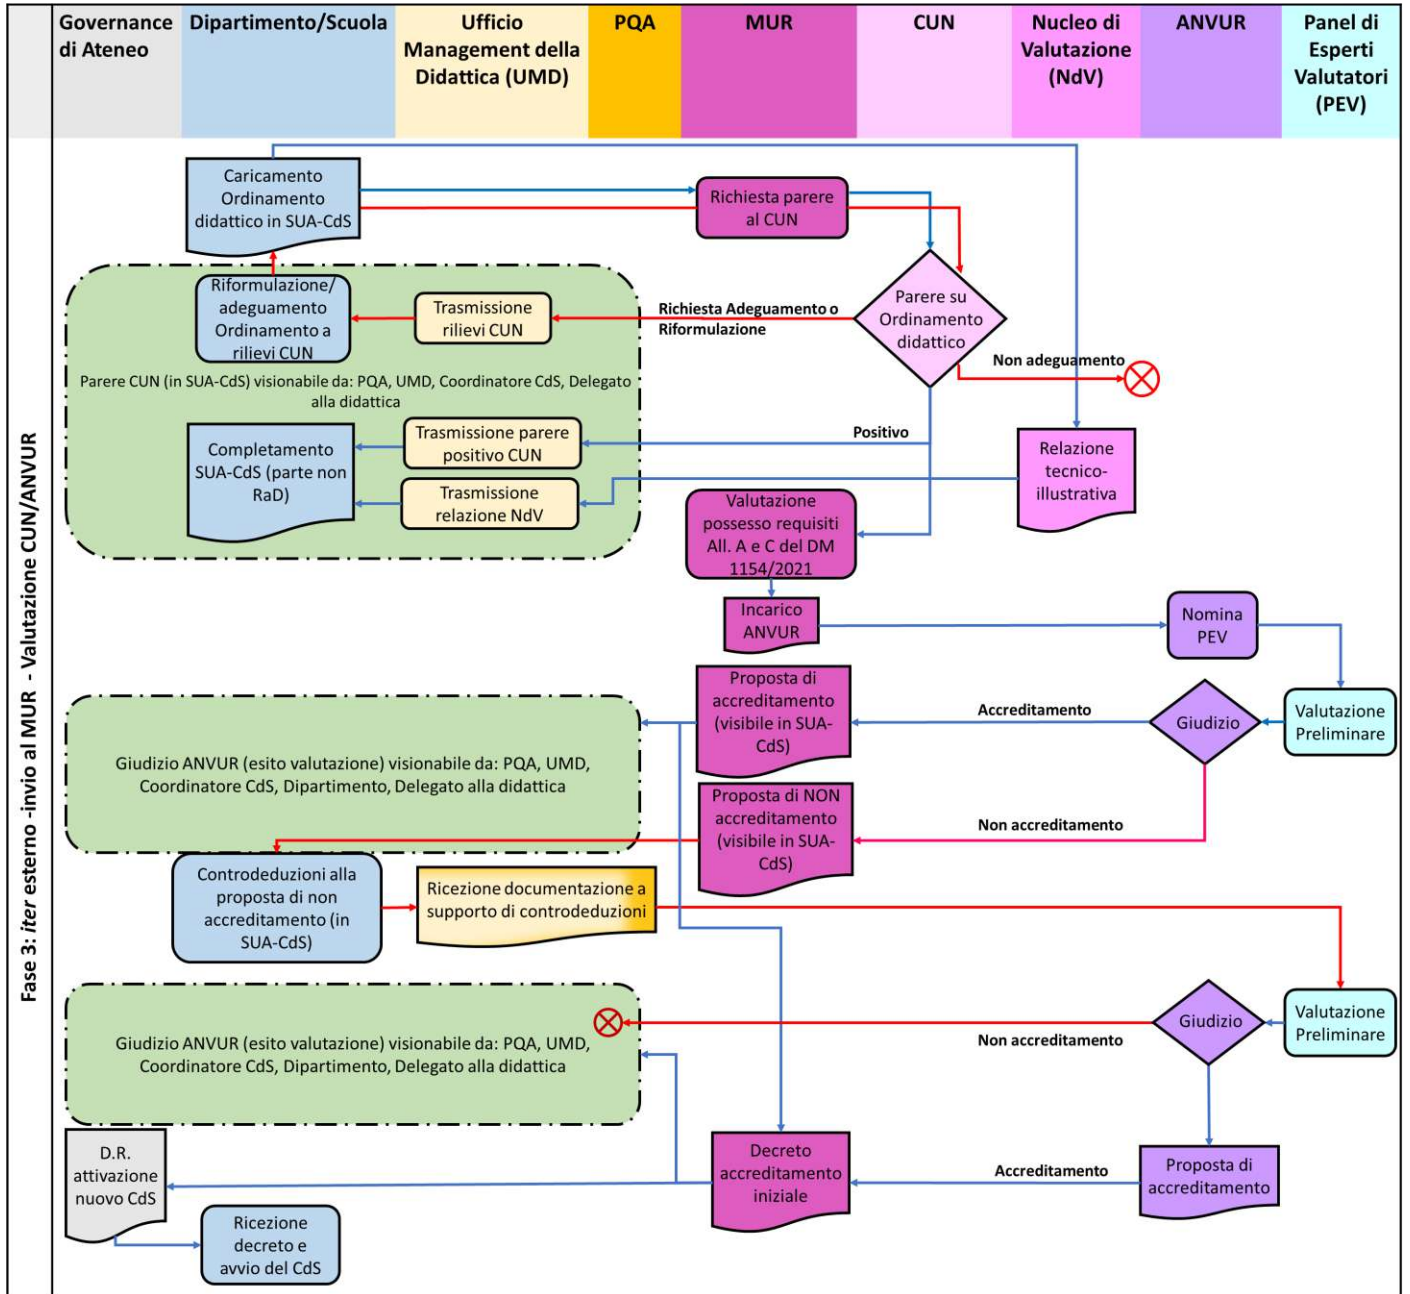 Governance
di Ateneo
Dipartimento/Scuola
Ufficio
Management della
Didattica (UMD)
PQA
MUR
CUN
Nucleo di
Valutazione
(NdV)
ANVUR
Panel di
Esperti
Valutatori
(PEV)
Fase 3: iter esterno -invio al MUR - Valutazione CUN/ANVUR
Caricamento
Ordinamento
didattico in SUA-CdS
Richiesta parere
al CUN
Parere su
Ordinamento
didattico
Richiesta Adeguamento o
Riformulazione
Trasmissione
rilievi CUN
Riformulazione/
adeguamento
Ordinamento a
rilievi CUN
Non adeguamento
Parere CUN (in SUA-CdS) visionabile da: PQA, UMD, Coordinatore CdS, Delegato
alla didattica
Positivo
Trasmissione parere
positivo CUN
Completamento
SUA-CdS (parte non
RaD)
Trasmissione
relazione NdV
Relazione
tecnico-
illustrativa
Valutazione
possesso requisiti
All. A e C del DM
1154/2021
Incarico
ANVUR
Nomina
PEV
Proposta di
accreditamento
(visibile in SUA-
CdS)
Accreditamento
Giudizio
Valutazione
Preliminare
Giudizio ANVUR (esito valutazione) visionabile da: PQA, UMD,
Coordinatore CdS, Dipartimento, Delegato alla didattica
Proposta di NON
accreditamento
(visibile in SUA-
CdS)
Non accreditamento
Controdeduzioni alla
proposta di non
accreditamento (in
SUA-CdS)
Ricezione documentazione a
supporto di controdeduzioni
Giudizio ANVUR (esito valutazione) visionabile da: PQA, UMD,
Coordinatore CdS, Dipartimento, Delegato alla didattica
Non accreditamento
Giudizio
Valutazione
Preliminare
D.R.
attivazione
nuovo CdS
Decreto
accreditamento
iniziale
Accreditamento
Proposta di
accreditamento
Ricezione
decreto e
avvio del CdS